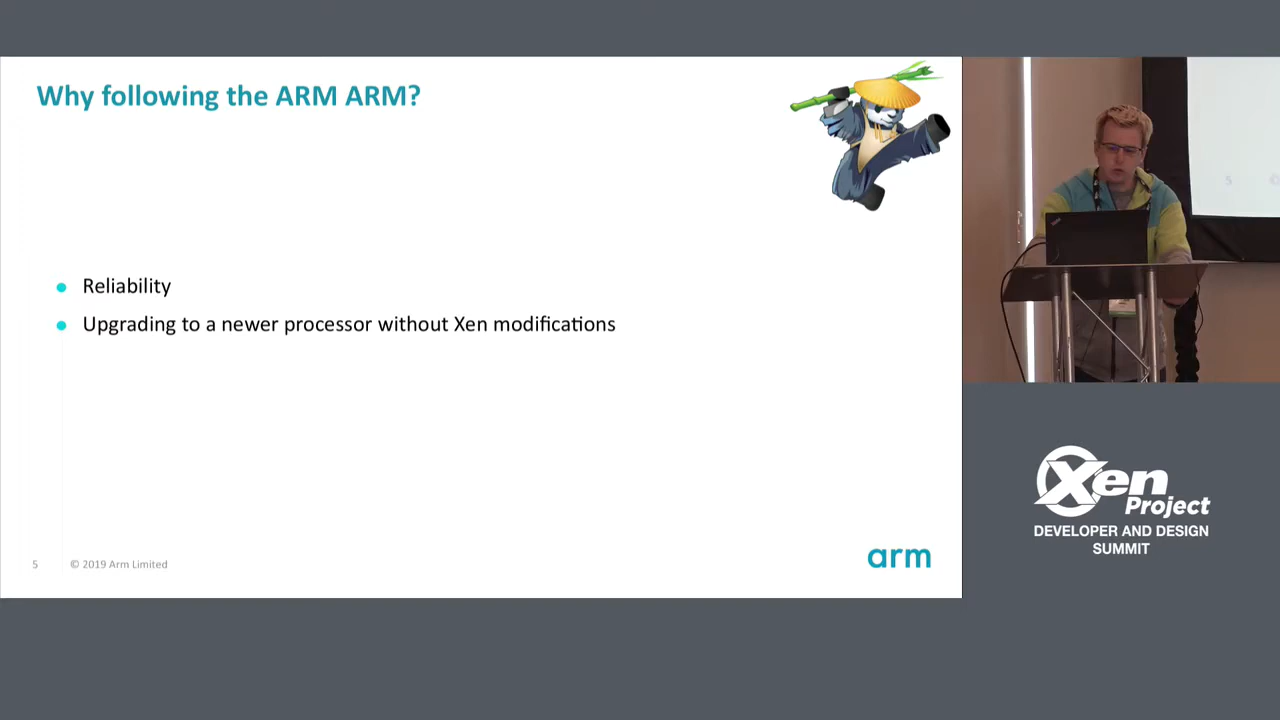 Why following the ARM ARM?
Reliability
Upgrading to a newer processor without Xen modifications
5 © 2019 Arm Limited
arm
Xen
Project
DEVELOPER AND DESIGN
SUMMIT